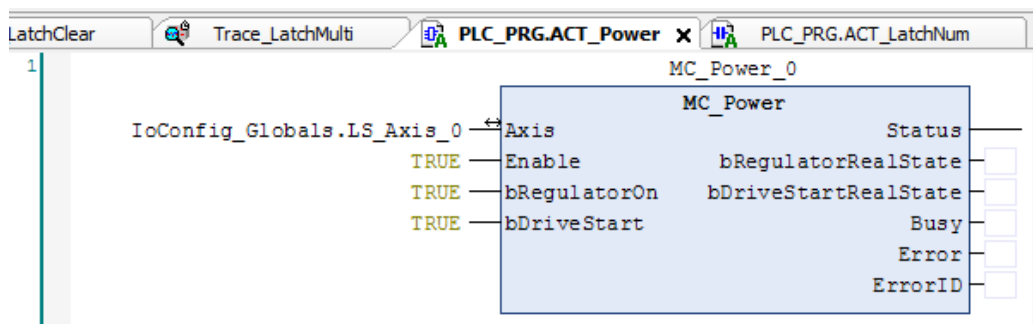 LatchClear Trace_LatchMulti PLC_PRG.ACT_Power X PLC_PRG.ACT_LatchNum
1
MC_Power_0
MC_Power
IoConfig_Globals.LS_Axis_0 Axis Status
TRUE Enable bRegulatorRealState
TRUE bRegulatorOn bDriveStartRealState
TRUE bDriveStart Busy
Error
ErrorID